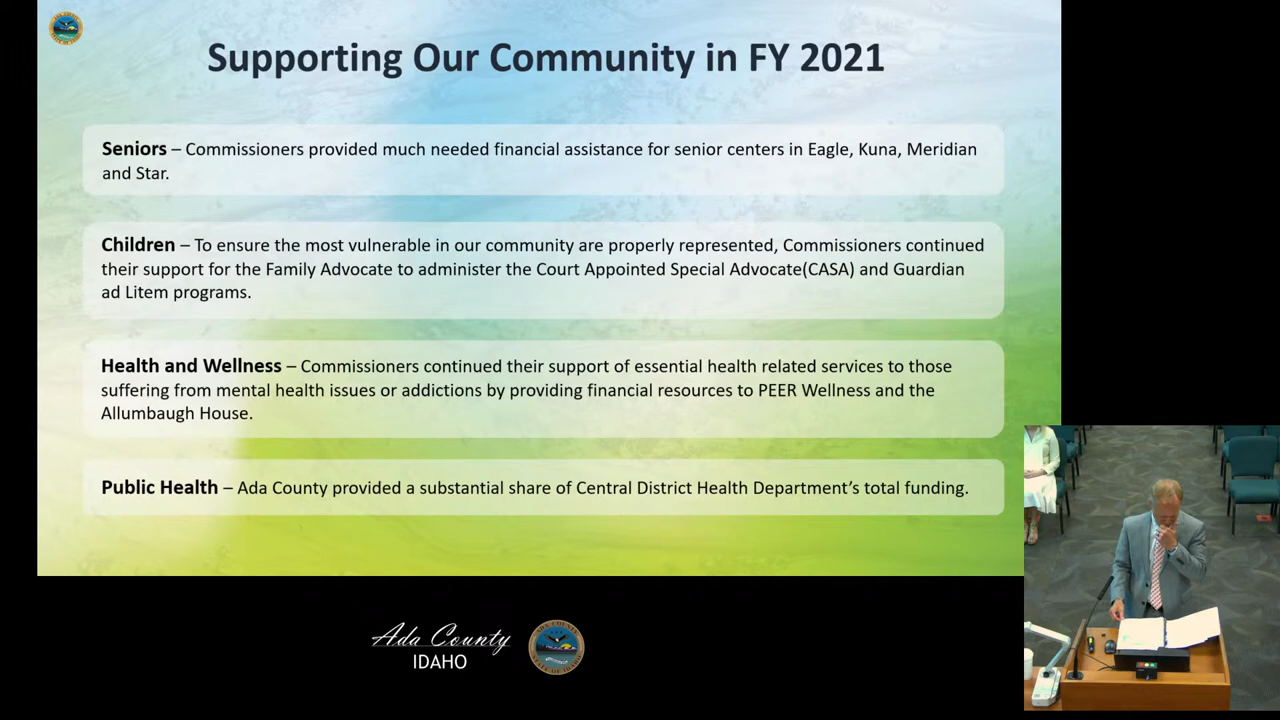 Supporting Our Community in FY 2021
Seniors – Commissioners provided much needed financial assistance for senior centers in Eagle, Kuna, Meridian
and Star.
Children – To ensure the most vulnerable in our community are properly represented, Commissioners continued
their support for the Family Advocate to administer the Court Appointed Special Advocate(CASA) and Guardian
ad Litem programs.
Health and Wellness – Commissioners continued their support of essential health related services to those
suffering from mental health issues or addictions by providing financial resources to PEER Wellness and the
Allumbaugh House.
Public Health – Ada County provided a substantial share of Central District Health Department's total funding.
Ada County
IDAHO
ADA COUNTY
STATE OF IDAHO